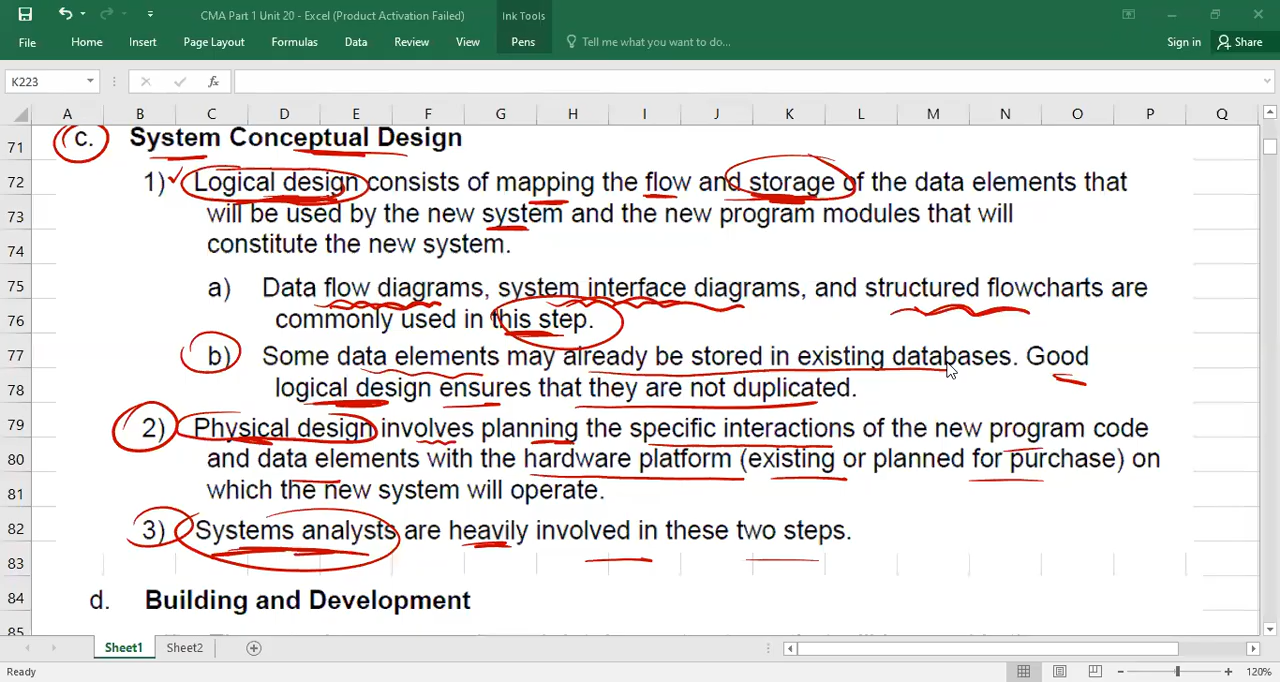 CMA Part 1 Unit 20 - Excel (Product Activation Failed)
Ink Tools
File Home Insert Page Layout Formulas Data Review View Pens Tell me what you want to do... Sign in Share
K223 fx
A B C D E F G H I J K L M N O P Q
71 c. System Conceptual Design
72 1) Logical design consists of mapping the flow and storage of the data elements that
73 will be used by the new system and the new program modules that will
74 constitute the new system.
75 a) Data flow diagrams, system interface diagrams, and structured flowcharts are
76 commonly used in this step.
77 b) Some data elements may already be stored in existing databases. Good
78 logical design ensures that they are not duplicated.
79 2) Physical design involves planning the specific interactions of the new program code
80 and data elements with the hardware platform (existing or planned for purchase) on
81 which the new system will operate.
82 3) Systems analysts are heavily involved in these two steps.
83
84 d. Building and Development
85
Sheet1 Sheet2
Ready 120%